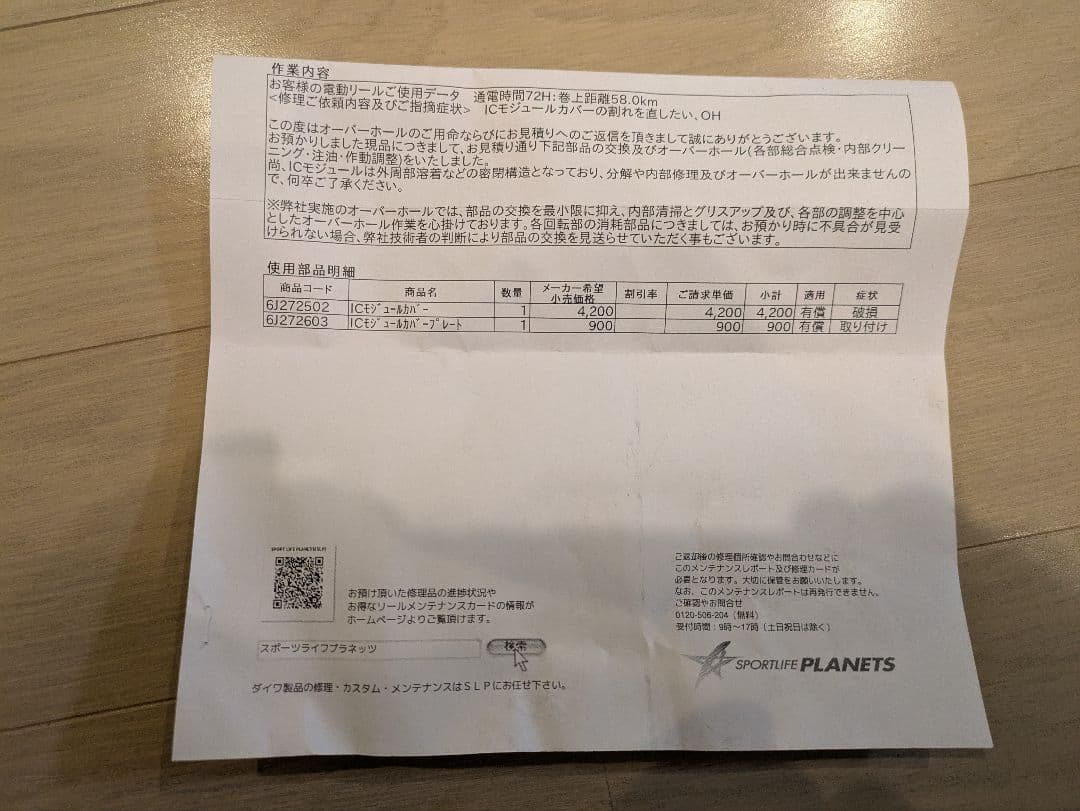 作業内容
お客様の電動リールご使用データ 通電時間72H:巻上距離58.0km
<修理ご依頼内容及びご指摘症状> ICモジュールカバーの割れを直したい、OH
この度はオーバーホールのご用命ならびにお見積りへのご返信を頂きまして誠にありがとうございます。
お預かりしました現品につきまして、お見積り通り下記部品の交換及びオーバーホール(各部総合点検・内部クリー
ニング・注油・作動調整)をいたしました。
尚、ICモジュールは外周部溶着などの密閉構造となっており、分解や内部修理及びオーバーホールが出来ませんの
で、何卒ご了承ください。
※弊社実施のオーバーホールでは、部品の交換を最小限に抑え、内部清掃とグリスアップ及び、各部の調整を中心
としたオーバーホール作業を心掛けております。各回転部の消耗部品につきましては、お預かり時に不具合が見受
けられない場合、弊社技術者の判断により部品の交換を見送らせていただく事もございます。
使用部品明細
商品コード 商品名 数量 メーカー希望小売価格 割引率 ご請求単価 小計 適用 症状
6J272502 ICモジュールカバー 1 4,200 4,200 4,200 有償 破損
6J272603 ICモジュールカバープレート 1 900 900 900 有償 取り付け
SPORT LIFE PLANETS(SLP)
お預け頂いた修理品の進捗状況や
お得なリールメンテナンスカードの情報が
ホームページよりご覧頂けます。
スポーツライフプラネッツ 検索
ダイワ製品の修理・カスタム・メンテナンスはSLPにお任せ下さい。
ご返却後の修理個所確認やお問合わせなどに
このメンテナンスレポート及び修理カードが
必要となります。大切に保管をお願いいたします。
なお、このメンテナンスレポートは再発行できません。
ご確認やお問合せ
0120-506-204(無料)
受付時間:9時~17時(土日祝日は除く)
SPORTLIFE PLANETS